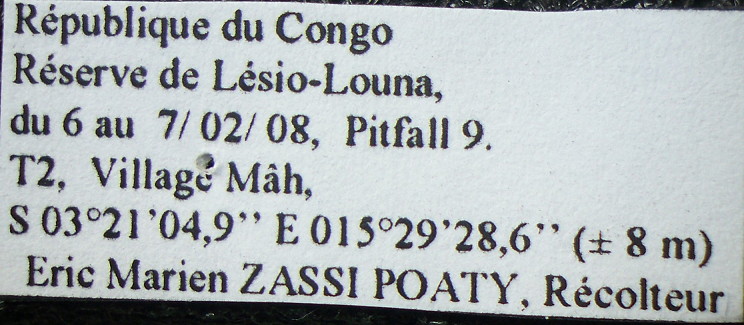 République du Congo
Réserve de Lésio-Louna,
du 6 au 7/ 02/ 08, Pitfall 9.
T2, Village Mâh,
S 03°21’04,9’’ E 015°29’28,6’’ (± 8 m)
Eric Marien ZASSI POATY, Récolteur